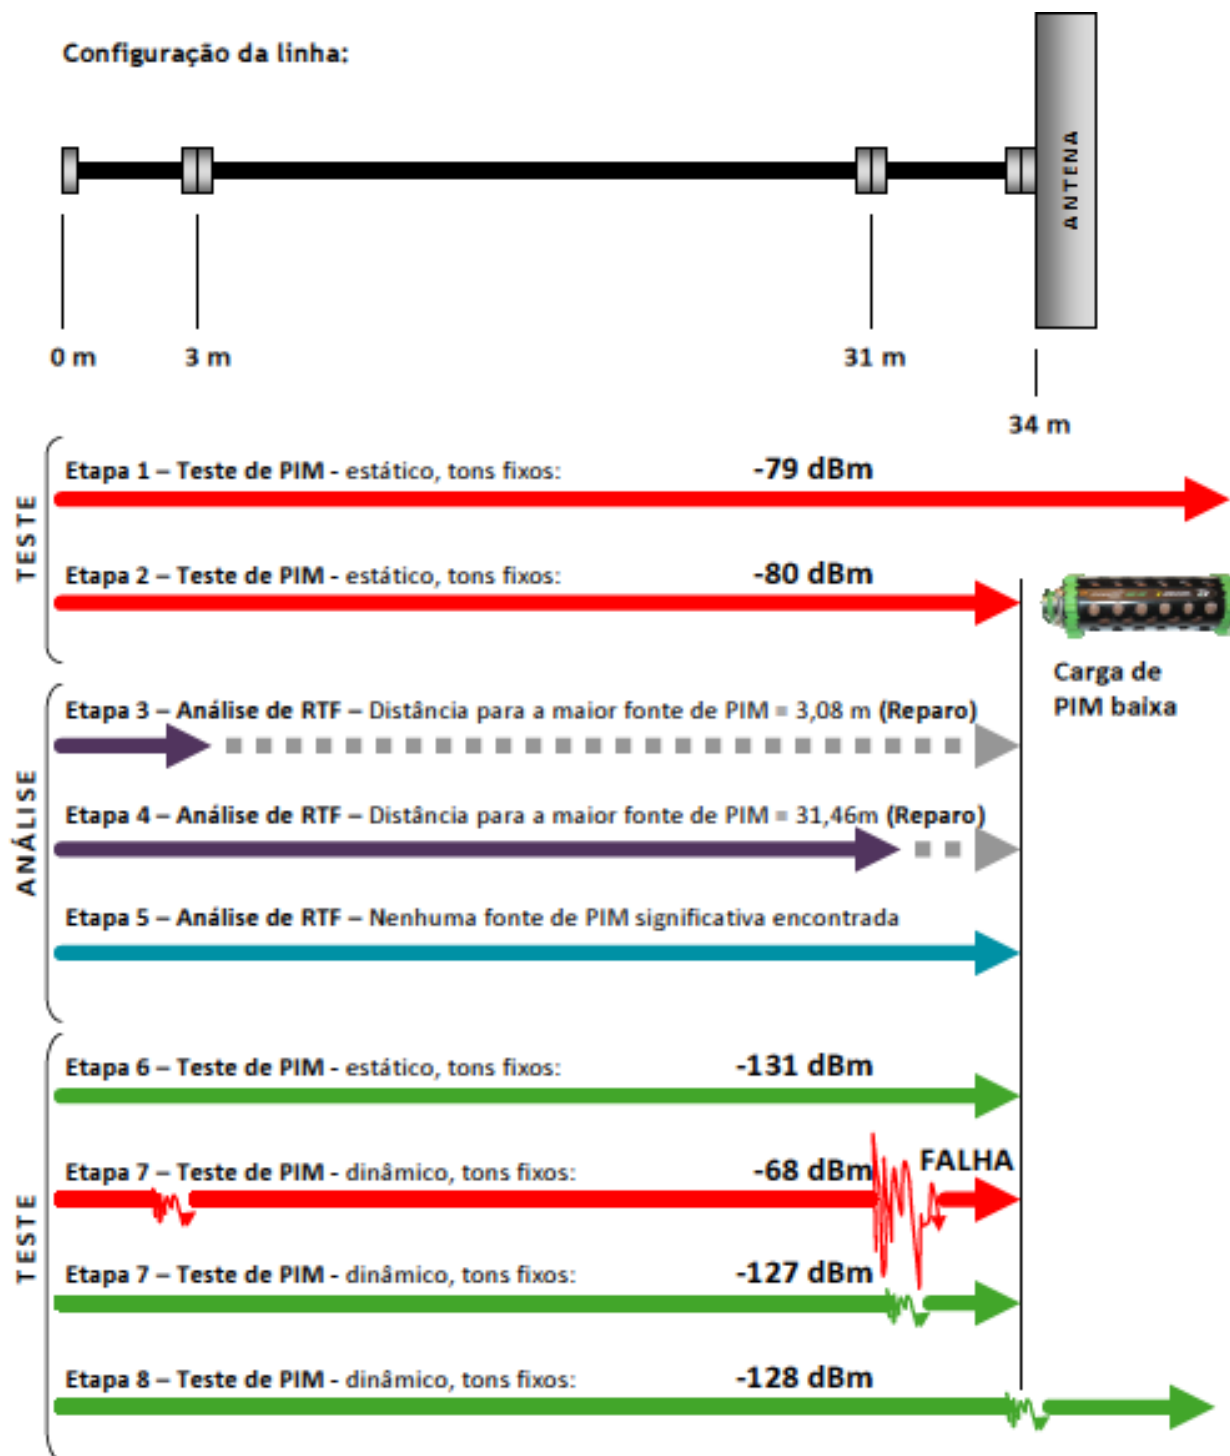 Configuração da linha:
ANTENA
0 m
3 m
31 m
34 m
TESTE
Etapa 1 – Teste de PIM - estático, tons fixos: -79 dBm
Etapa 2 – Teste de PIM - estático, tons fixos: -80 dBm
Carga de
PIM baixa
ANÁLISE
Etapa 3 – Análise de RTF – Distância para a maior fonte de PIM = 3,08 m (Reparo)
Etapa 4 – Análise de RTF – Distância para a maior fonte de PIM = 31,46m (Reparo)
Etapa 5 – Análise de RTF – Nenhuma fonte de PIM significativa encontrada
TESTE
Etapa 6 – Teste de PIM - estático, tons fixos: -131 dBm
Etapa 7 – Teste de PIM - dinâmico, tons fixos: -68 dBm FALHA
Etapa 7 – Teste de PIM - dinâmico, tons fixos: -127 dBm
Etapa 8 – Teste de PIM - dinâmico, tons fixos: -128 dBm